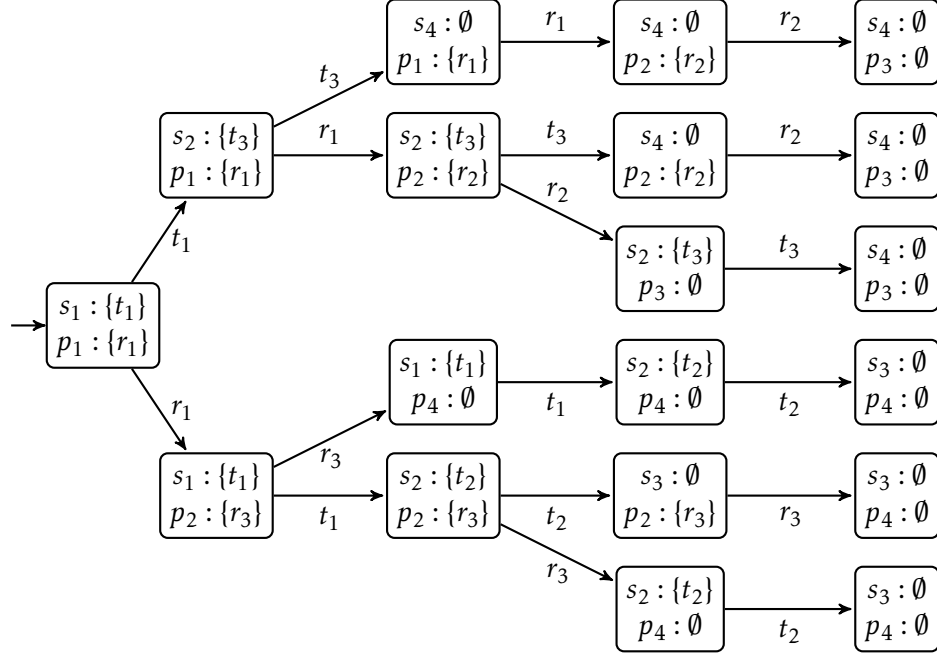 s₄ : ∅
p₁ : {r₁}
r₁
s₄ : ∅
p₂ : {r₂}
r₂
s₄ : ∅
p₃ : ∅
t₃
s₂ : {t₃}
p₁ : {r₁}
r₁
s₂ : {t₃}
p₂ : {r₂}
t₃
s₄ : ∅
p₂ : {r₂}
r₂
s₄ : ∅
p₃ : ∅
r₂
t₁
s₂ : {t₃}
p₃ : ∅
t₃
s₄ : ∅
p₃ : ∅
s₁ : {t₁}
p₁ : {r₁}
r₁
s₁ : {t₁}
p₄ : ∅
t₁
s₂ : {t₂}
p₄ : ∅
t₂
s₃ : ∅
p₄ : ∅
r₃
s₁ : {t₁}
p₂ : {r₃}
t₁
s₂ : {t₂}
p₂ : {r₃}
t₂
s₃ : ∅
p₂ : {r₃}
r₃
s₃ : ∅
p₄ : ∅
r₃
s₂ : {t₂}
p₄ : ∅
t₂
s₃ : ∅
p₄ : ∅